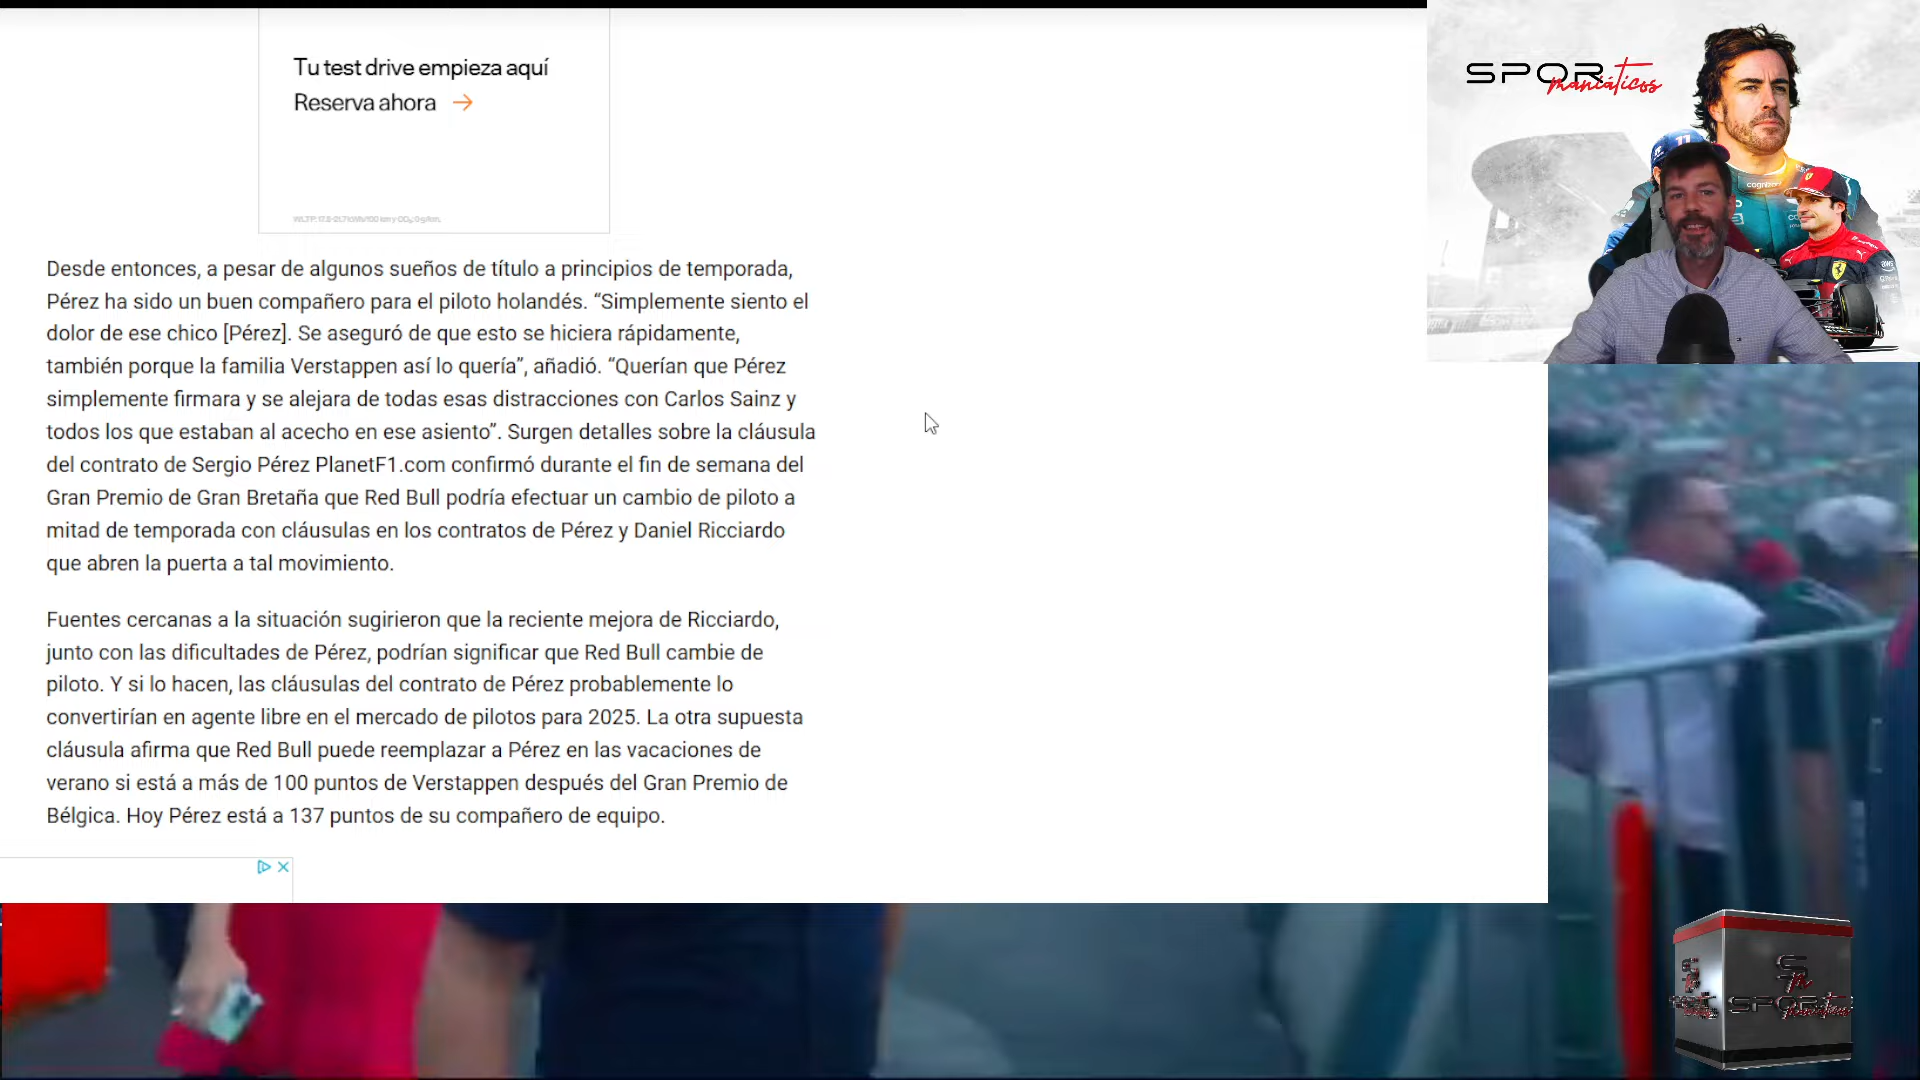 Tu test drive empieza aquí
Reserva ahora
Desde entonces, a pesar de algunos sueños de título a principios de temporada,
Pérez ha sido un buen compañero para el piloto holandés. “Simplemente siento el
dolor de ese chico [Pérez]. Se aseguró de que esto se hiciera rápidamente,
también porque la familia Verstappen así lo quería”, añadió. “Querían que Pérez
simplemente firmara y se alejara de todas esas distracciones con Carlos Sainz y
todos los que estaban al acecho en ese asiento”. Surgen detalles sobre la cláusula
del contrato de Sergio Pérez PlanetF1.com confirmó durante el fin de semana del
Gran Premio de Gran Bretaña que Red Bull podría efectuar un cambio de piloto a
mitad de temporada con cláusulas en los contratos de Pérez y Daniel Ricciardo
que abren la puerta a tal movimiento.
Fuentes cercanas a la situación sugirieron que la reciente mejora de Ricciardo,
junto con las dificultades de Pérez, podrían significar que Red Bull cambie de
piloto. Y si lo hacen, las cláusulas del contrato de Pérez probablemente lo
convertirían en agente libre en el mercado de pilotos para 2025. La otra supuesta
cláusula afirma que Red Bull puede reemplazar a Pérez en las vacaciones de
verano si está a más de 100 puntos de Verstappen después del Gran Premio de
Bélgica. Hoy Pérez está a 137 puntos de su compañero de equipo.
SPOR
Tmaniáticos
cognizant